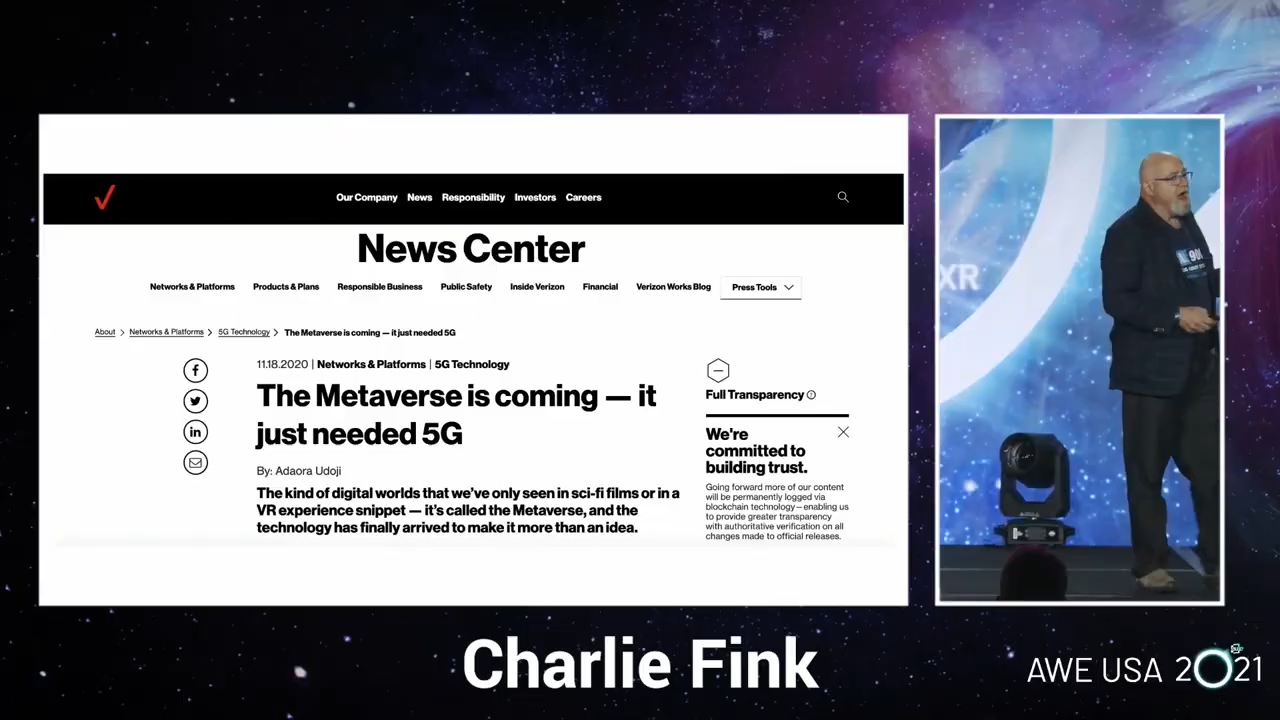 Our Company News Responsibility Investors Careers
News Center
Networks & Platforms Products & Plans Responsible Business Public Safety Inside Verizon Financial Verizon Works Blog Press Tools
About > Networks & Platforms > 5G Technology > The Metaverse is coming — it just needed 5G
11.18.2020 | Networks & Platforms | 5G Technology
The Metaverse is coming — it
just needed 5G
By: Adaora Udoji
The kind of digital worlds that we've only seen in sci-fi films or in a
VR experience snippet — it's called the Metaverse, and the
technology has finally arrived to make it more than an idea.
Full Transparency
We're
committed to
building trust.
Going forward more of our content
will be permanently logged via
blockchain technology—enabling us
to provide greater transparency
with authoritative verification on all
changes made to official releases.
XR
Charlie Fink
AWE USA 2021